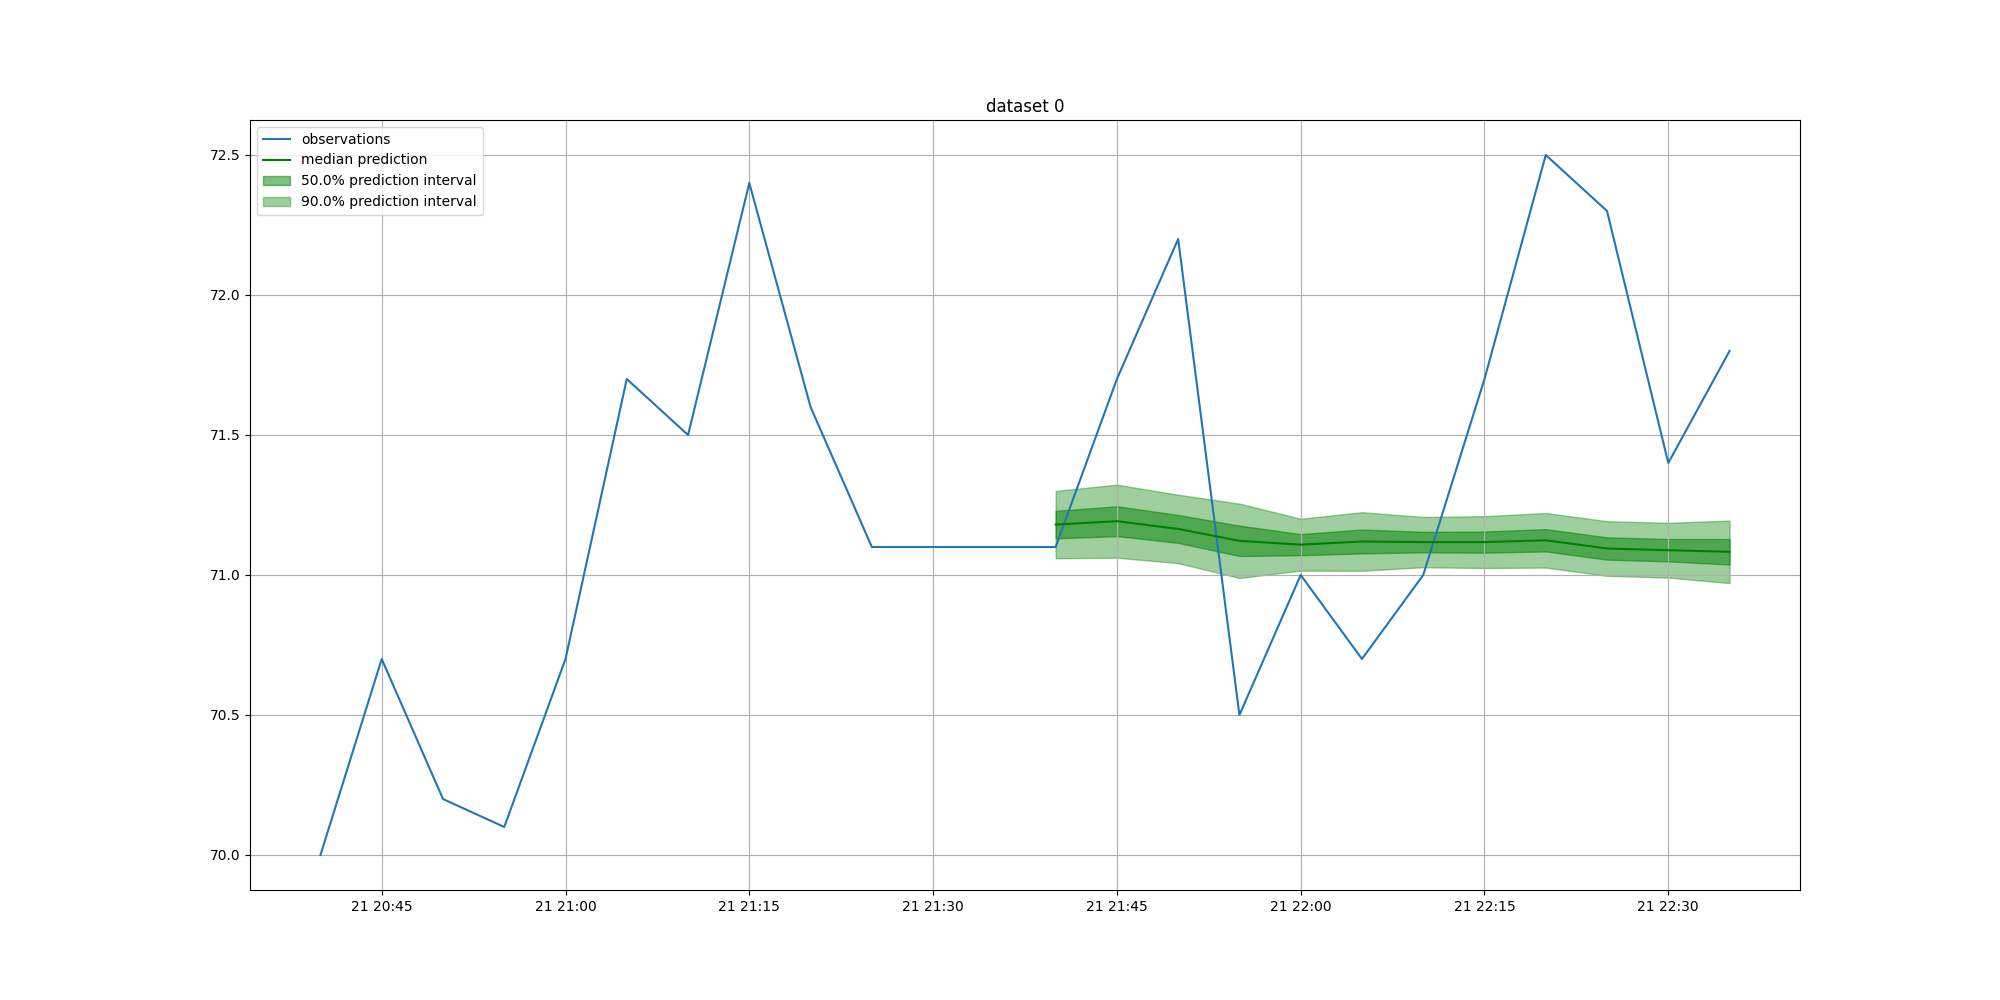 dataset 0
observations
median prediction
50.0% prediction interval
90.0% prediction interval
72.5
72.0
71.5
71.0
70.5
70.0
21 20:45
21 21:00
21 21:15
21 21:30
21 21:45
21 22:00
21 22:15
21 22:30